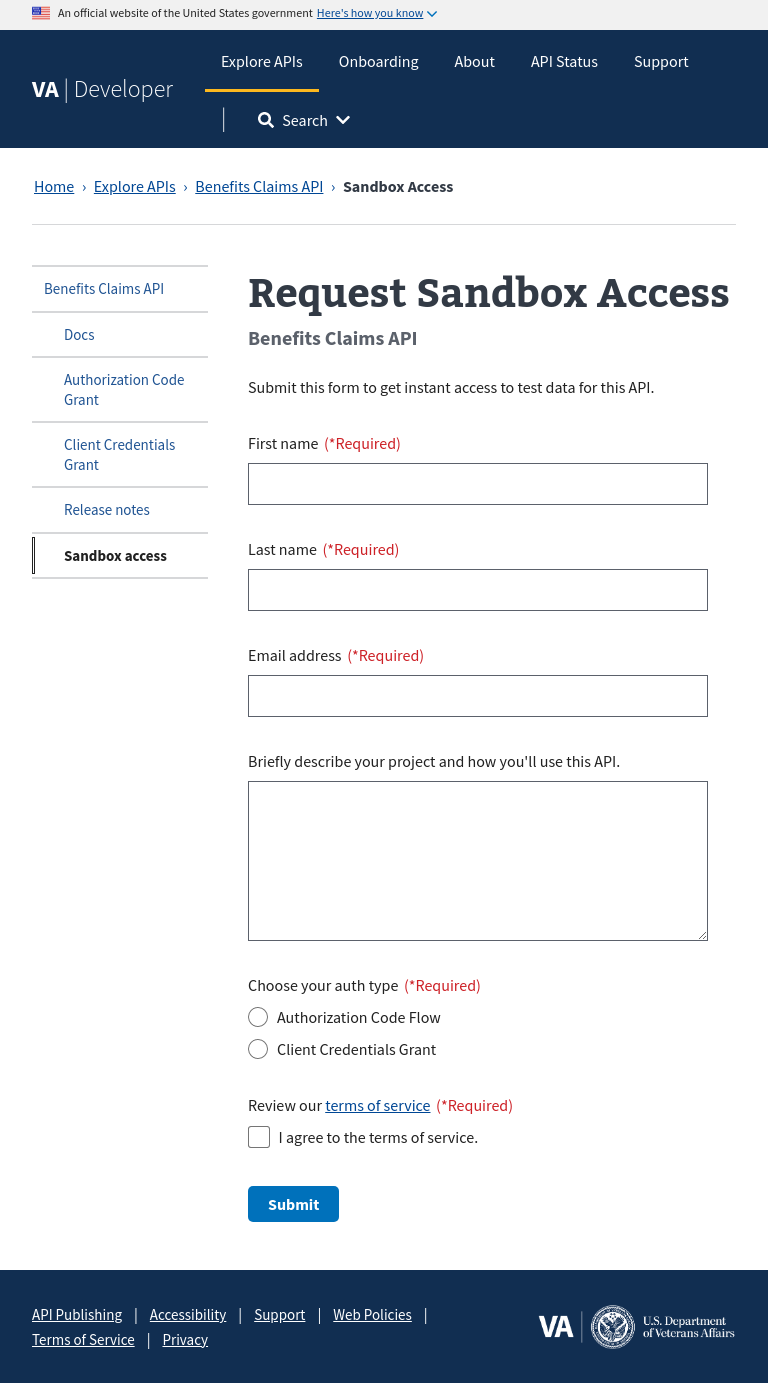 An official website of the United States government Here's how you know
VA | Developer
Explore APIs Onboarding About API Status Support
| Search
Home › Explore APIs › Benefits Claims API › Sandbox Access
Benefits Claims API
Docs
Authorization Code
Grant
Client Credentials
Grant
Release notes
Sandbox access
Request Sandbox Access
Benefits Claims API
Submit this form to get instant access to test data for this API.
First name (*Required)
Last name (*Required)
Email address (*Required)
Briefly describe your project and how you'll use this API.
Choose your auth type (*Required)
Authorization Code Flow
Client Credentials Grant
Review our terms of service (*Required)
I agree to the terms of service.
Submit
API Publishing | Accessibility | Support | Web Policies |
Terms of Service | Privacy
VA | U.S. Department
of Veterans Affairs